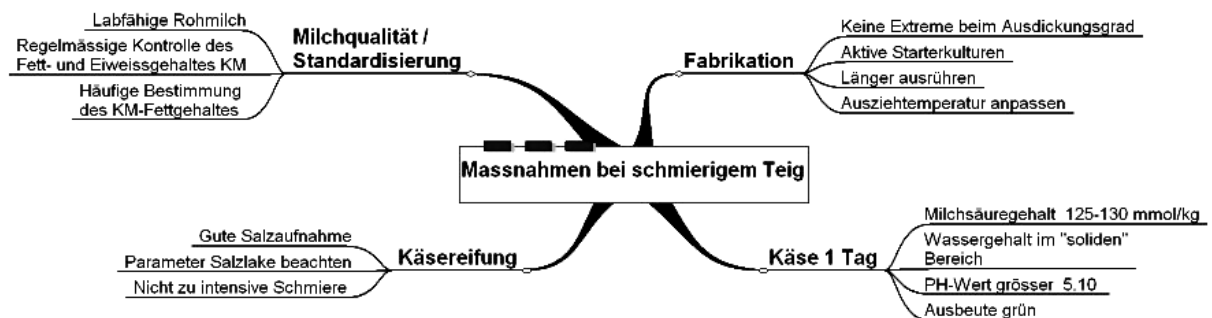 Labfähige Rohmilch
Regelmässige Kontrolle des
Fett- und Eiweissgehaltes KM
Häufige Bestimmung
des KM-Fettgehaltes
Milchqualität /
Standardisierung
Fabrikation
Keine Extreme beim Ausdickungsgrad
Aktive Starterkulturen
Länger ausrühren
Ausziehtemperatur anpassen
Massnahmen bei schmierigem Teig
Gute Salzaufnahme
Parameter Salzlake beachten
Nicht zu intensive Schmiere
Käsereifung
Käse 1 Tag
Milchsäuregehalt 125-130 mmol/kg
Wassergehalt im "soliden"
Bereich
PH-Wert grösser 5.10
Ausbeute grün